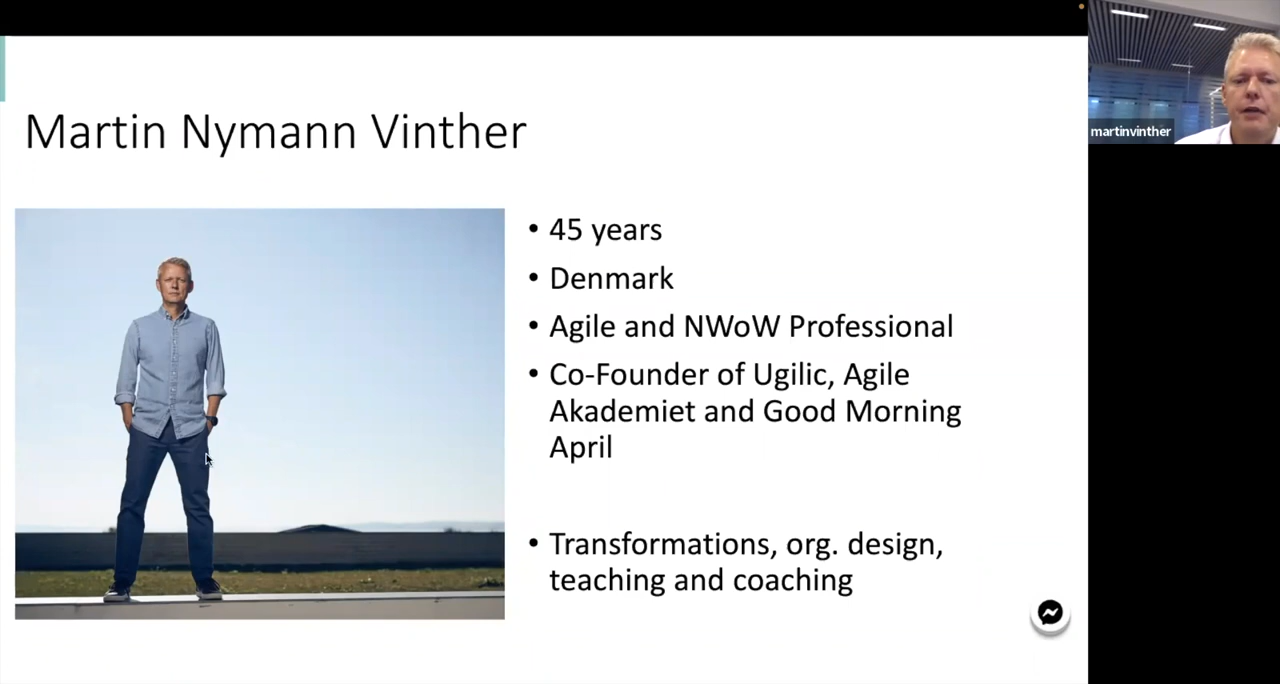 Martin Nymann Vinther
martinvinther
• 45 years
• Denmark
• Agile and NWoW Professional
• Co-Founder of Ugilic, Agile
Akademiet and Good Morning
April
• Transformations, org. design,
teaching and coaching